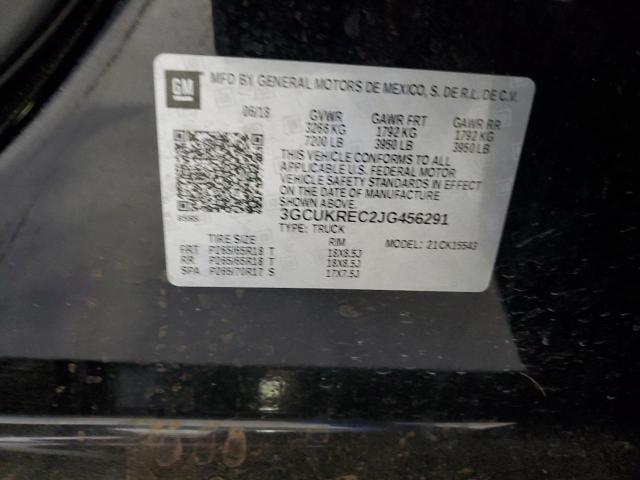 GM MFD BY GENERAL MOTORS DE MEXICO, S. DE R.L. DE C.V.
06/18 GVWR GAWR FRT GAWR RR
3266 KG 1792 KG 1792 KG
7200 LB 3950 LB 3950 LB
THIS VEHICLE CONFORMS TO ALL
APPLICABLE U.S. FEDERAL MOTOR
VEHICLE SAFETY STANDARDS IN EFFECT
ON THE DATE OF MANUFACTURE
SHOWN ABOVE.
3GCUKREC2JG456291
TYPE: TRUCK MODEL: 21CK15543
TIRE SIZE RIM
FRT P265/65R18 T 18X8.5J
RR P265/65R18 T 18X8.5J
SPA P265/70R17 S 17X7.5J